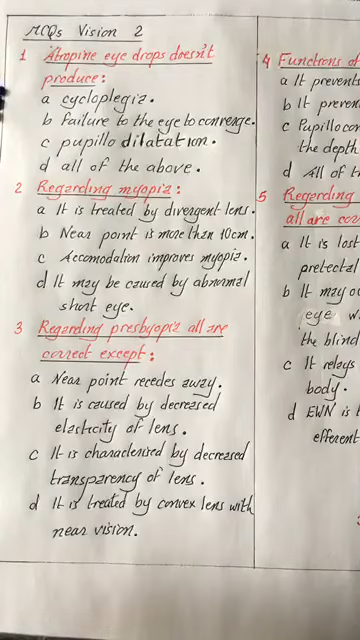 MCQs Vision 2
1 Atropine eye drops doesn't
produce:
a cycloplegia.
b Failure to the eye to converge.
c pupillo dilatation.
d all of the above.
2 Regarding myopia:
a It is treated by divergent lens.
b Near point is more than 10cm.
c Accomodation improves myopia.
d It may be caused by abnormal
short eye.
3 Regarding presbyopia all are
correct except:
a Near point recedes away.
b It is caused by decreased
elasticity of lens.
c It is characterised by decreased
transparency of lens.
d It is treated by convex lens with
near vision.
4 Functions of
a It prevents
b It preven
c Pupillo con
the depth
d All of t
5 Regarding
all are cor
a It is lost
pretectal
b It may o
eye w
the blind
c It relays
body.
d EWN is
efferent